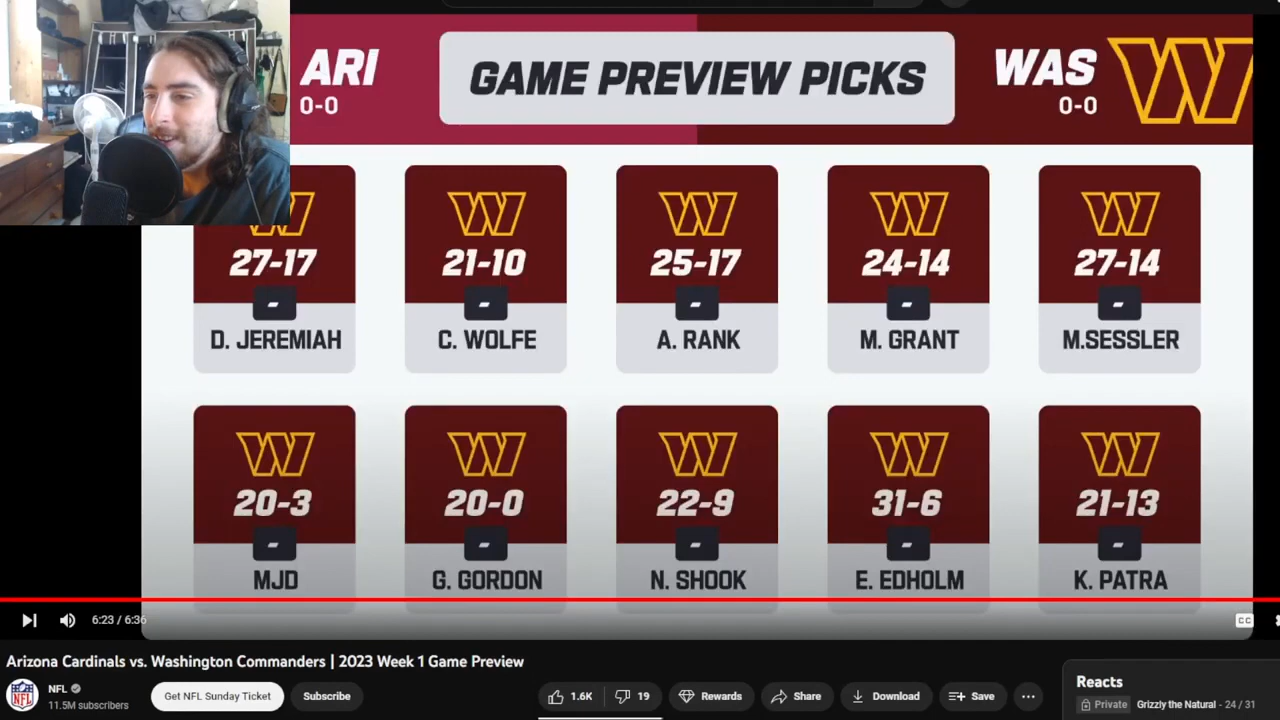 ARI
0-0
GAME PREVIEW PICKS
WAS
0-0
27-17
21-10
25-17
24-14
27-14
-
-
-
-
-
D. JEREMIAH
C. WOLFE
A. RANK
M. GRANT
M.SESSLER
20-3
20-0
22-9
31-6
21-13
-
-
-
-
-
MJD
G. GORDON
N. SHOOK
E. EDHOLM
K. PATRA
6:23 / 6:36
CC
Arizona Cardinals vs. Washington Commanders | 2023 Week 1 Game Preview
NFL
11.5M subscribers
Get NFL Sunday Ticket
Subscribe
1.6K
19
Rewards
Share
Download
Save
Reacts
Private
Grizzly the Natural - 24 / 31